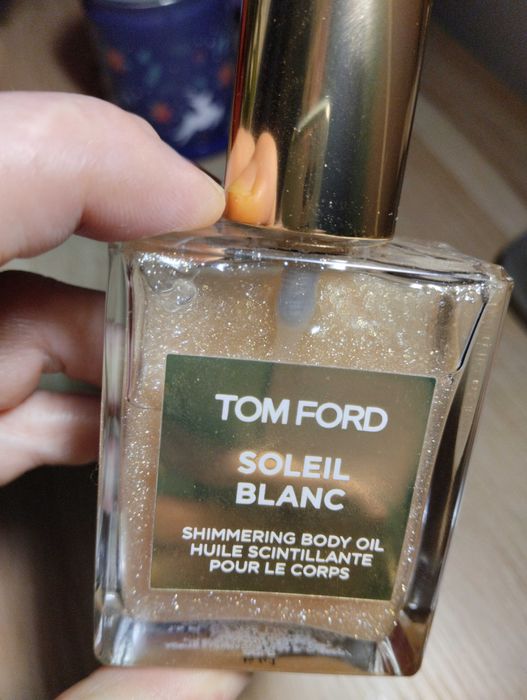 TOM FORD
SOLEIL
BLANC
SHIMMERING BODY OIL
HUILE SCINTILLANTE
POUR LE CORPS